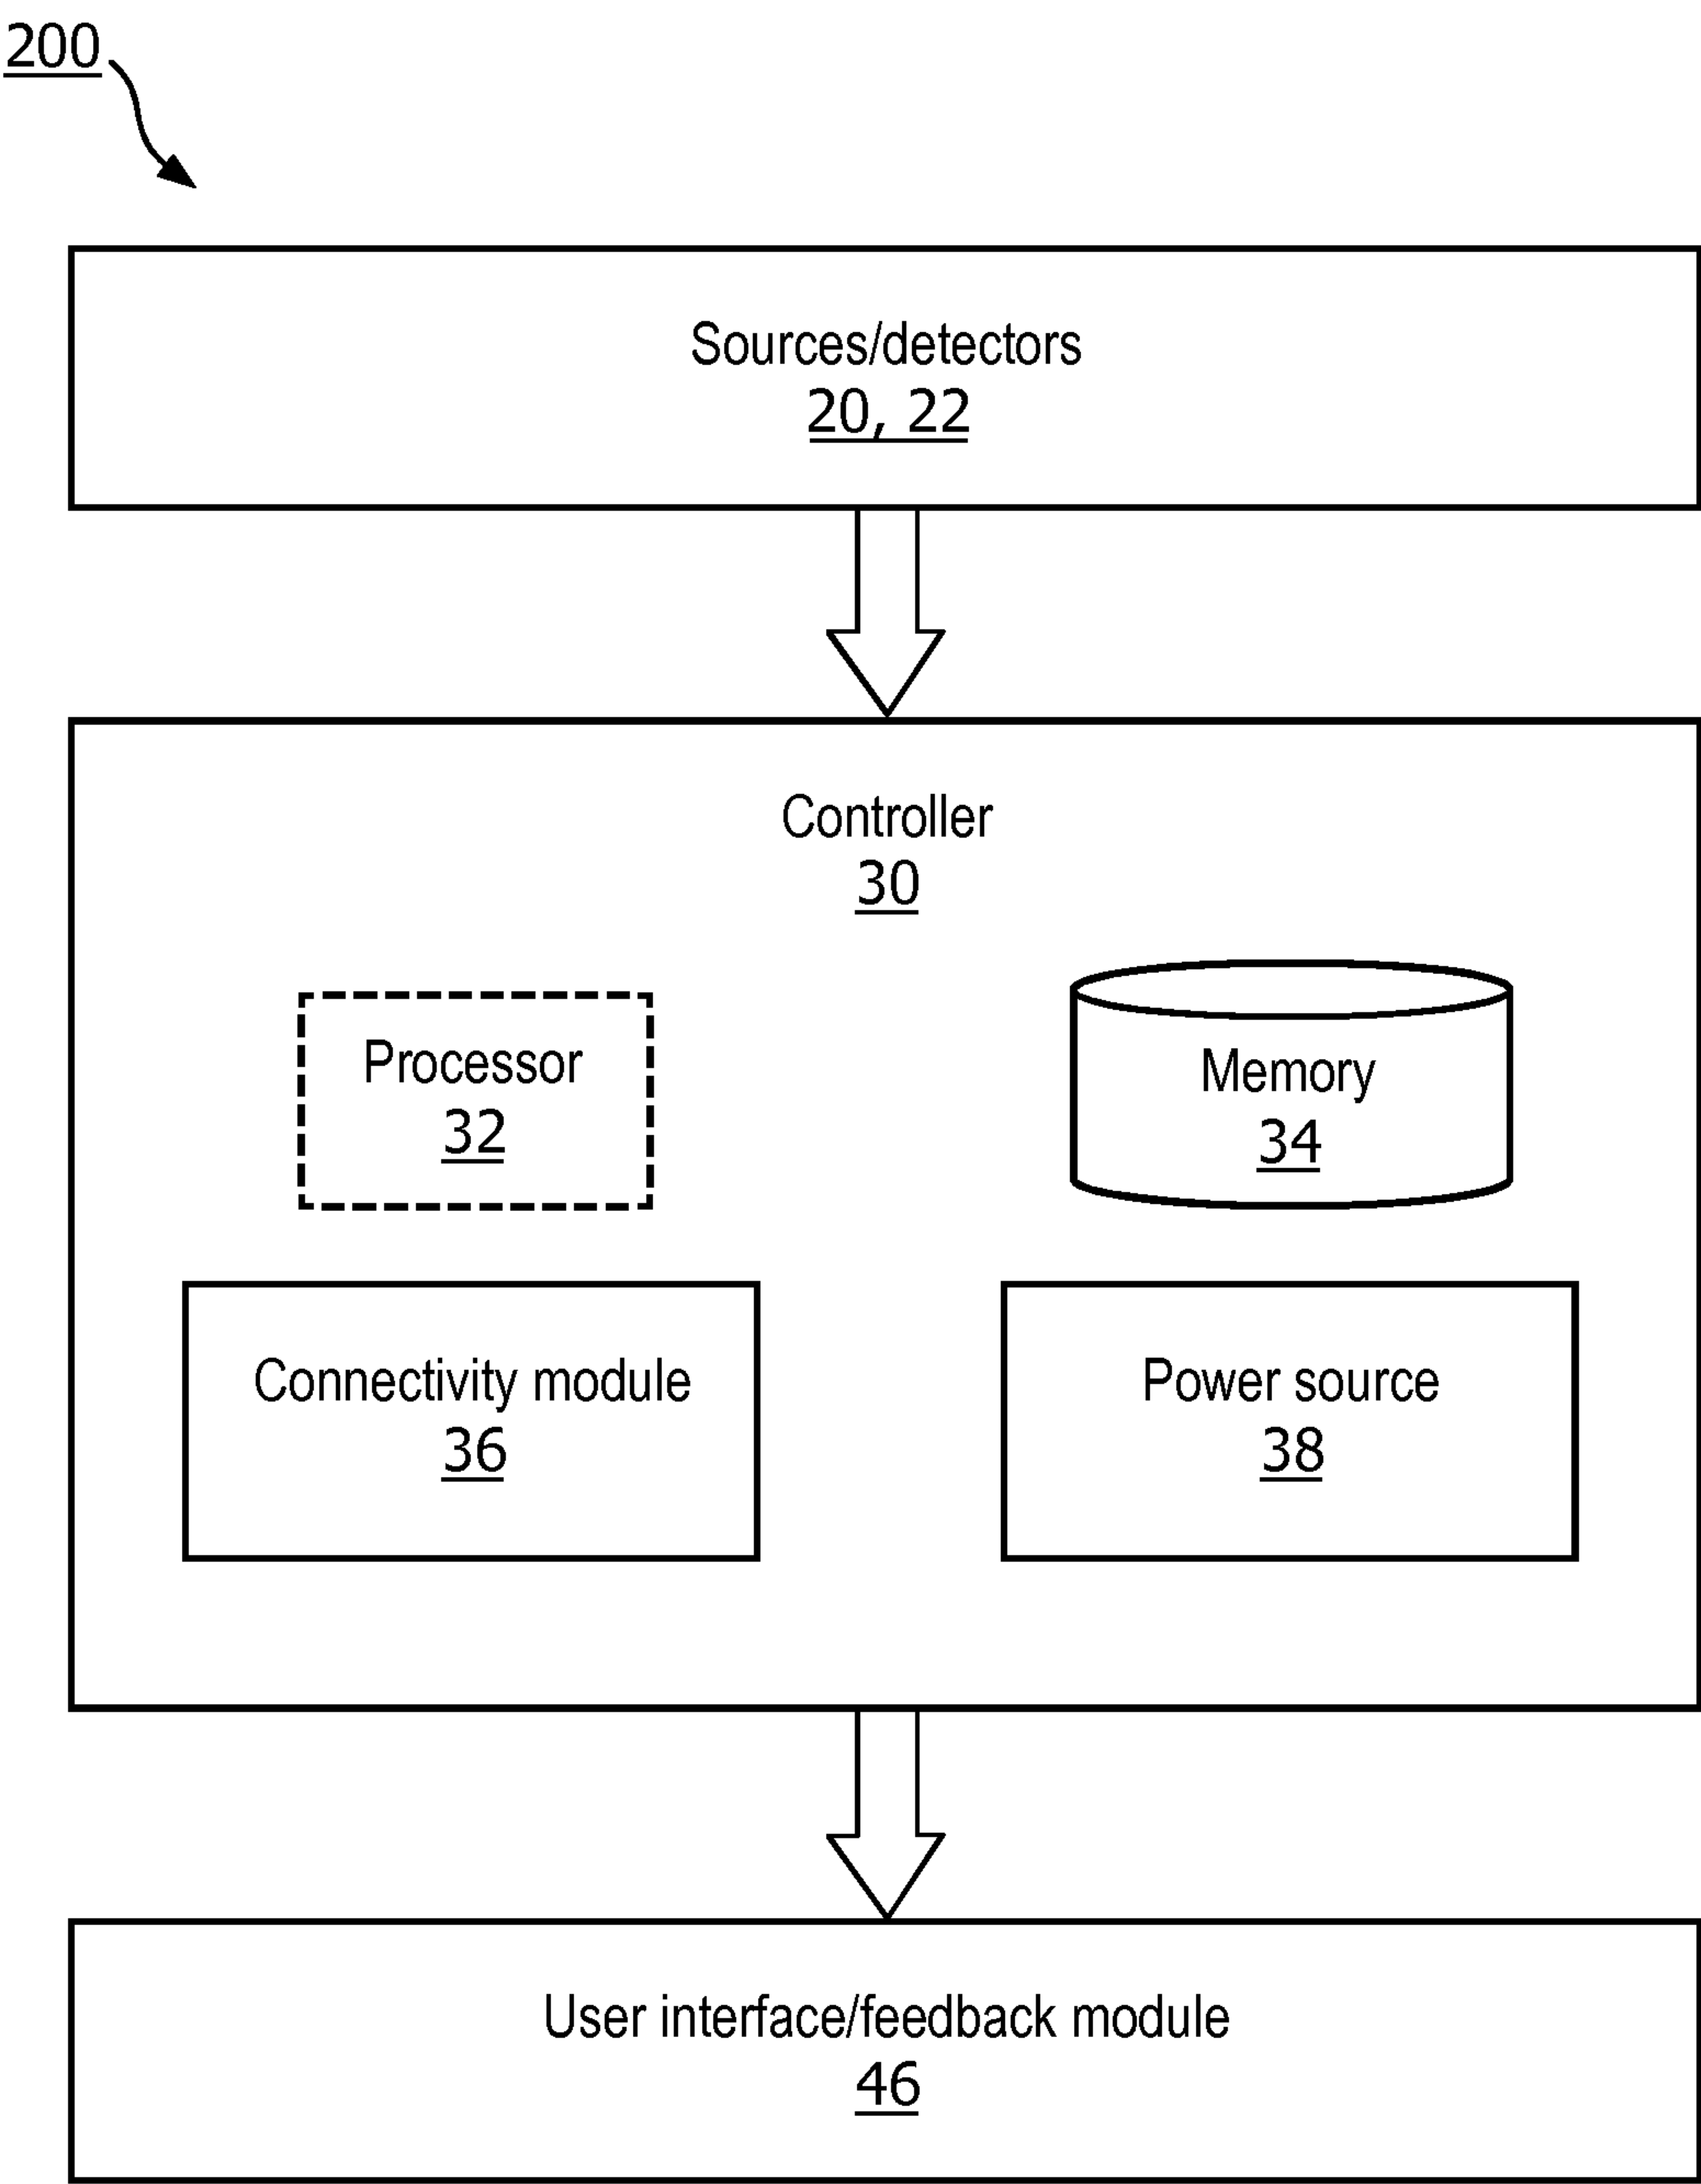 200
Sources/detectors
20, 22
Controller
30
Processor
32
Memory
34
Connectivity module
36
Power source
38
User interface/feedback module
46